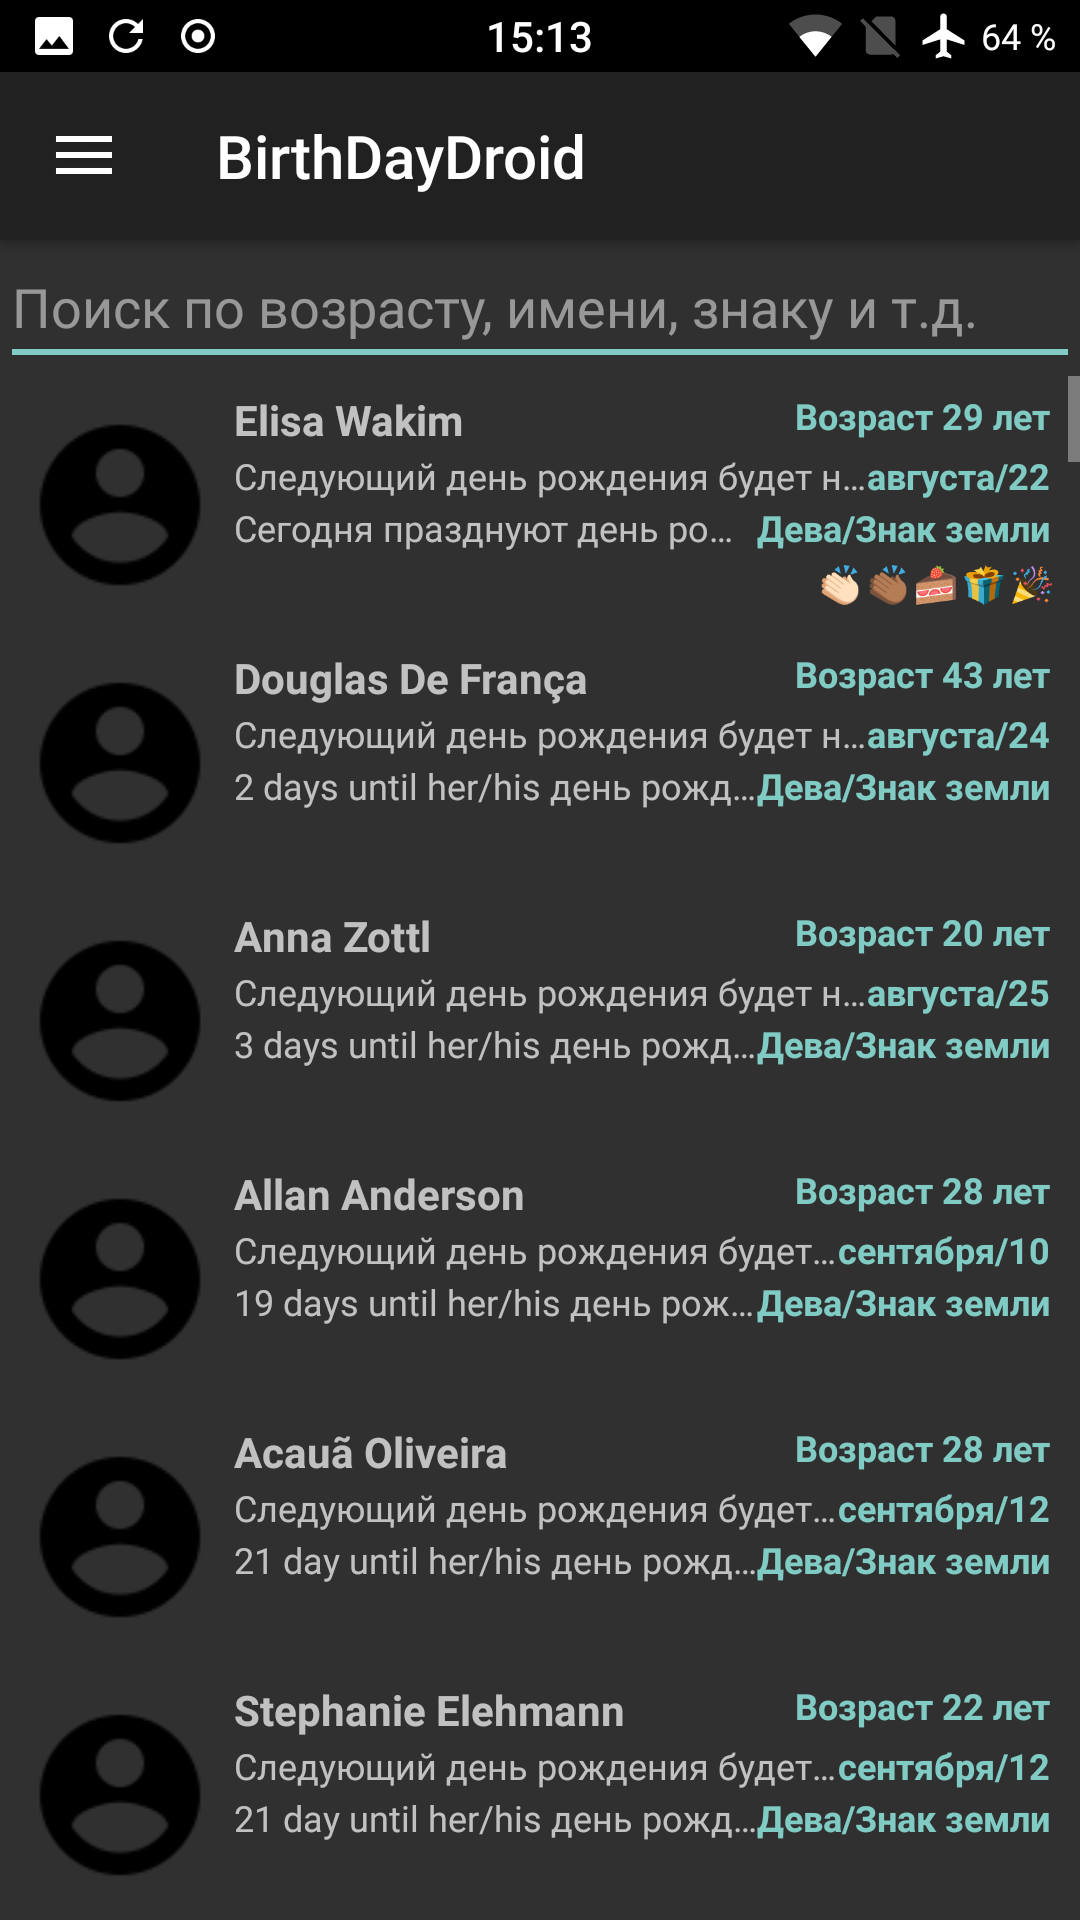 15:13
64 %
BirthDayDroid
Поиск по возрасту, имени, знаку и т.д.
Elisa Wakim
Возраст 29 лет
Следующий день рождения будет н…августа/22
Сегодня празднуют день ро… Дева/Знак земли
👏🏻👏🏾🍰🎁🎉
Douglas De França
Возраст 43 лет
Следующий день рождения будет н…августа/24
2 days until her/his день рожд…Дева/Знак земли
Anna Zottl
Возраст 20 лет
Следующий день рождения будет н…августа/25
3 days until her/his день рожд…Дева/Знак земли
Allan Anderson
Возраст 28 лет
Следующий день рождения будет…сентября/10
19 days until her/his день рож…Дева/Знак земли
Acauã Oliveira
Возраст 28 лет
Следующий день рождения будет…сентября/12
21 day until her/his день рожд…Дева/Знак земли
Stephanie Elehmann
Возраст 22 лет
Следующий день рождения будет…сентября/12
21 day until her/his день рожд…Дева/Знак земли